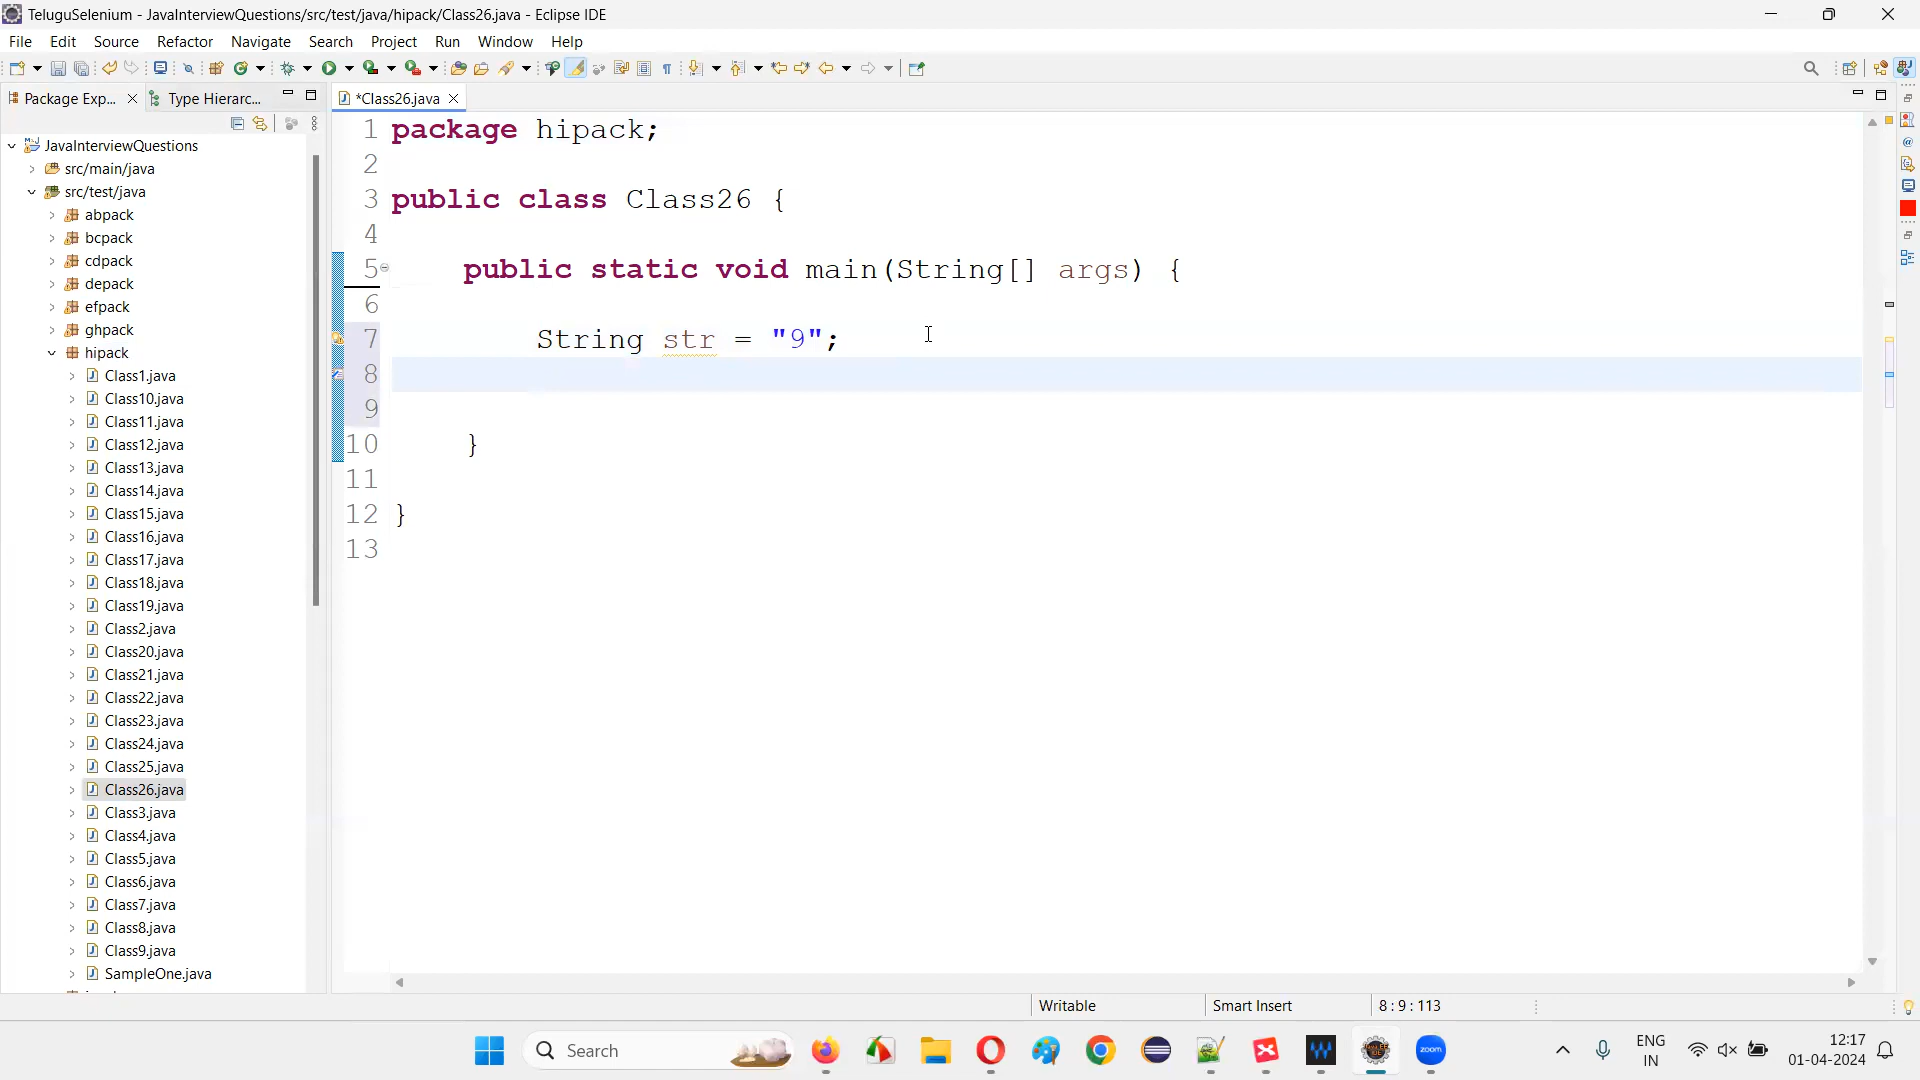 TeluguSelenium - JavaInterviewQuestions/src/test/java/hipack/Class26.java - Eclipse IDE
File Edit Source Refactor Navigate Search Project Run Window Help
Package Exp... Type Hierarc... *Class26.java
JavaInterviewQuestions
src/main/java
src/test/java
abpack
bcpack
cdpack
depack
efpack
ghpack
hipack
Class1.java
Class10.java
Class11.java
Class12.java
Class13.java
Class14.java
Class15.java
Class16.java
Class17.java
Class18.java
Class19.java
Class2.java
Class20.java
Class21.java
Class22.java
Class23.java
Class24.java
Class25.java
Class26.java
Class3.java
Class4.java
Class5.java
Class6.java
Class7.java
Class8.java
Class9.java
SampleOne.java
1 package hipack;
2
3 public class Class26 {
4
5 public static void main(String[] args) {
6
7 String str = "9";
8
9
10 }
11
12 }
13
Writable Smart Insert 8 : 9 : 113
Search
zoom
ENG
IN
12:17
01-04-2024